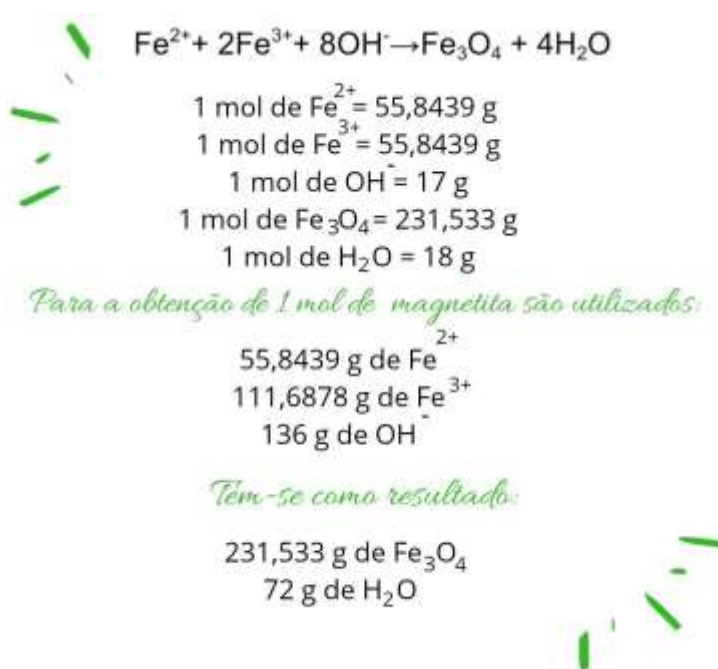 Fe²⁺+ 2Fe³⁺+ 8OH⁻→Fe₃O₄ + 4H₂O
1 mol de Fe²⁺= 55,8439 g
1 mol de Fe³⁺= 55,8439 g
1 mol de OH⁻= 17 g
1 mol de Fe₃O₄= 231,533 g
1 mol de H₂O = 18 g
Para a obtenção de 1 mol de magnetita são utilizados:
55,8439 g de Fe²⁺
111,6878 g de Fe³⁺
136 g de OH⁻
Têm-se como resultado:
231,533 g de Fe₃O₄
72 g de H₂O